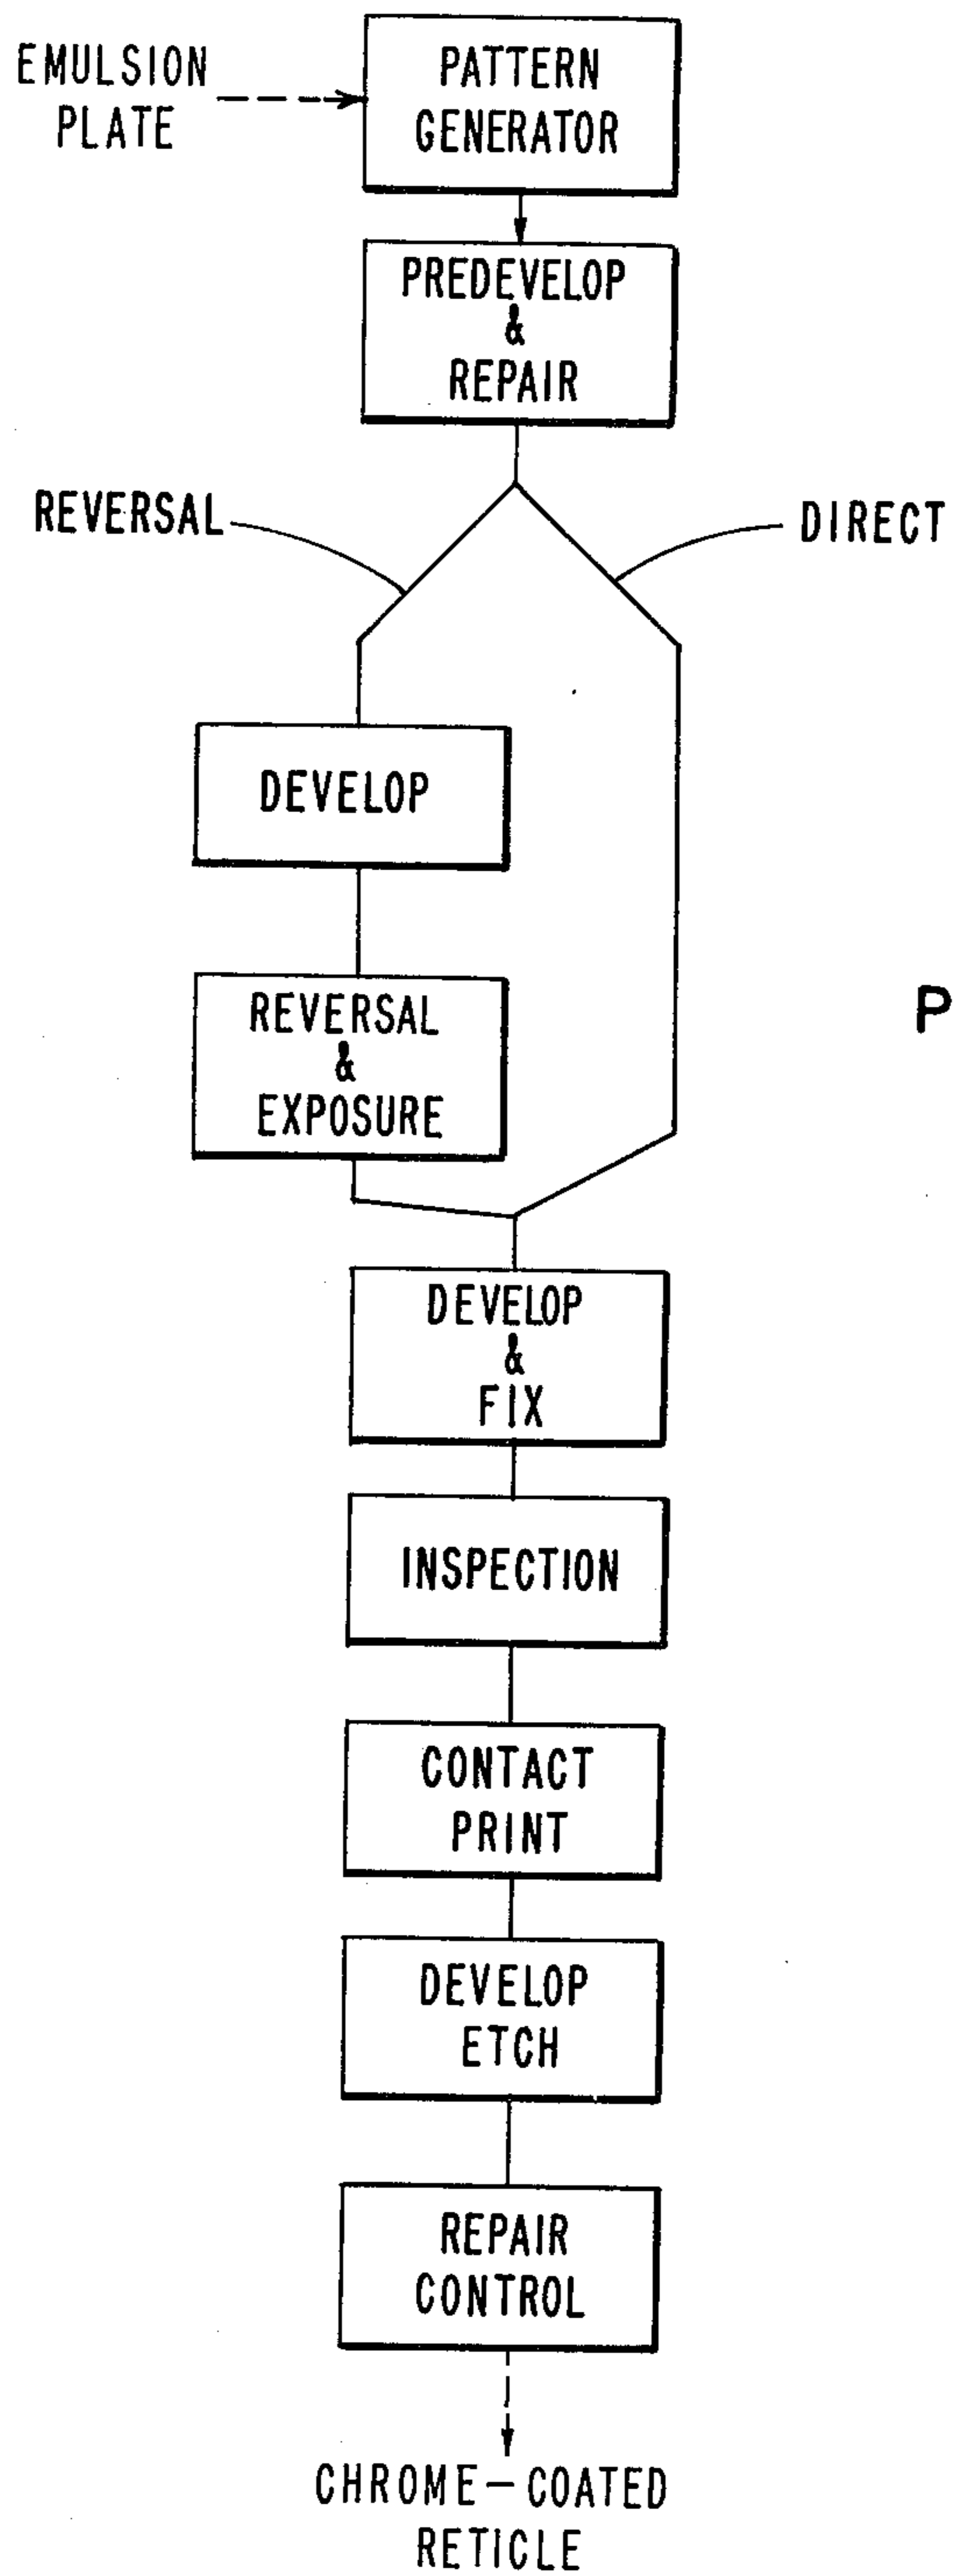 EMULSION
PLATE
PATTERN
GENERATOR
PREDEVELOP
&
REPAIR
REVERSAL
DIRECT
DEVELOP
REVERSAL
&
EXPOSURE
P
DEVELOP
&
FIX
INSPECTION
CONTACT
PRINT
DEVELOP
ETCH
REPAIR
CONTROL
CHROME-COATED
RETICLE